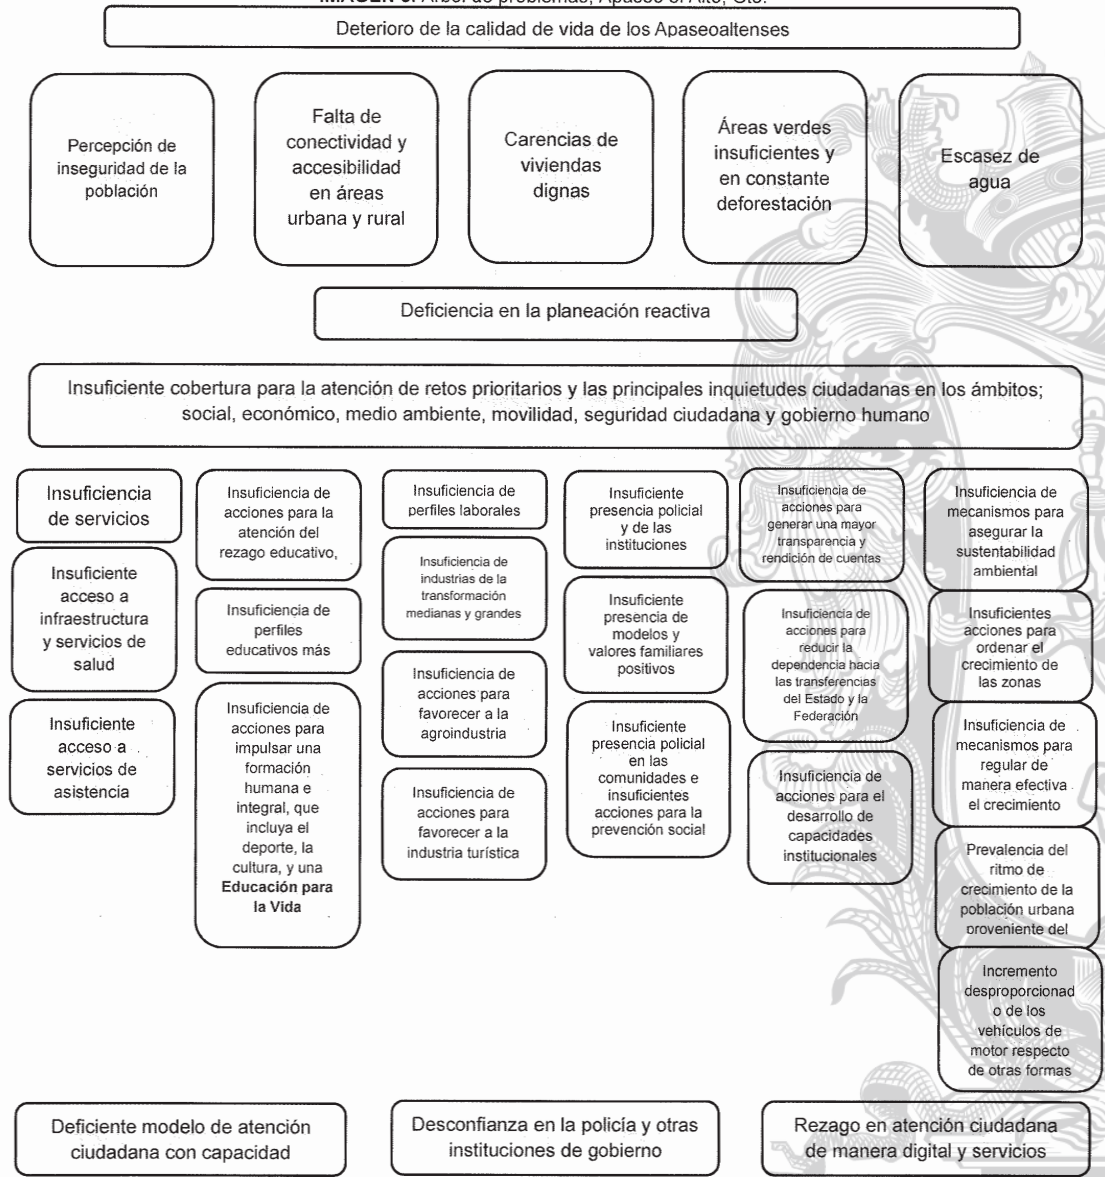 IMAGEN 3. Árbol de problemas, Apaseo el Alto, Gto.
Deterioro de la calidad de vida de los Apaseoaltenses
Percepción de
inseguridad de la
población
Falta de
conectividad y
accesibilidad
en áreas
urbana y rural
Carencias de
viviendas
dignas
Áreas verdes
insuficientes y
en constante
deforestación
Escasez de
agua
Deficiencia en la planeación reactiva
Insuficiente cobertura para la atención de retos prioritarios y las principales inquietudes ciudadanas en los ámbitos;
social, económico, medio ambiente, movilidad, seguridad ciudadana y gobierno humano
Insuficiencia
de servicios
Insuficiente
acceso a
infraestructura
y servicios de
salud
Insuficiente
acceso a
servicios de
asistencia
Insuficiencia de
acciones para la
atención del
rezago educativo,
Insuficiencia de
perfiles
educativos más
Insuficiencia de
acciones para
impulsar una
formación
humana e
integral, que
incluya el
deporte, la
cultura, y una
Educación para
la Vida
Insuficiencia de
perfiles laborales
Insuficiencia de
industrias de la
transformación
medianas y grandes
Insuficiencia de
acciones para
favorecer a la
agroindustria
Insuficiencia de
acciones para
favorecer a la
industria turística
Insuficiente
presencia policial
y de las
instituciones
Insuficiente
presencia de
modelos y
valores familiares
positivos
Insuficiente
presencia policial
en las
comunidades e
insuficientes
acciones para la
prevención social
Insuficiencia de
acciones para
generar una mayor
transparencia y
rendición de cuentas
Insuficiencia de
acciones para
reducir la
dependencia hacia
las transferencias
del Estado y la
Federación
Insuficiencia de
acciones para el
desarrollo de
capacidades
institucionales
Insuficiencia de
mecanismos para
asegurar la
sustentabilidad
ambiental
Insuficientes
acciones para
ordenar el
crecimiento de
las zonas
Insuficiencia de
mecanismos para
regular de
manera efectiva
el crecimiento
Prevalencia del
ritmo de
crecimiento de la
población urbana
proveniente del
Incremento
desproporcionad
o de los
vehículos de
motor respecto
de otras formas
Deficiente modelo de atención
ciudadana con capacidad
Desconfianza en la policía y otras
instituciones de gobierno
Rezago en atención ciudadana
de manera digital y servicios